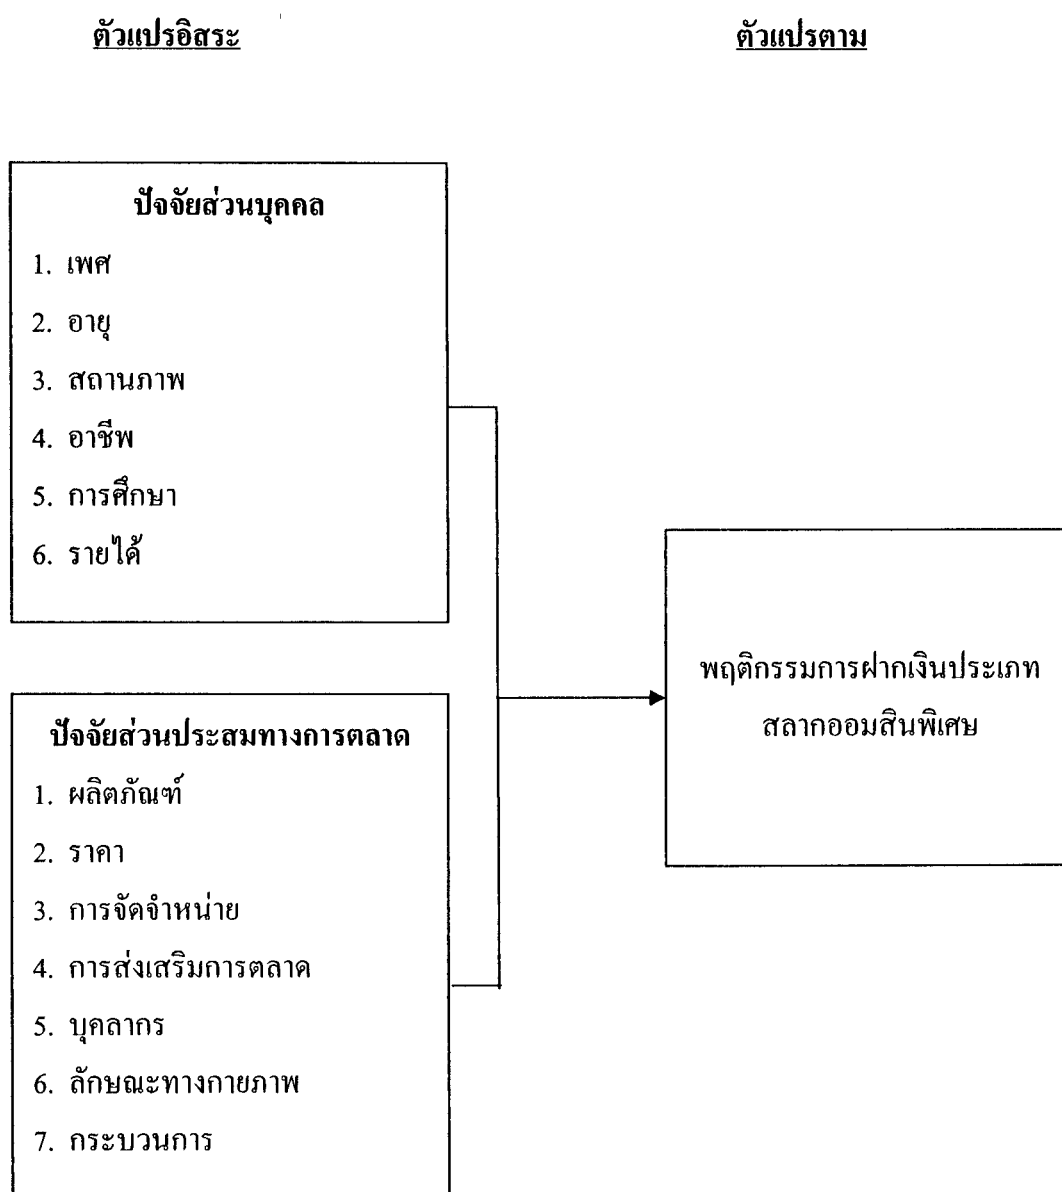 ตัวแปรอิสระ
ตัวแปรตาม
ปัจจัยส่วนบุคคล
1. เพศ
2. อายุ
3. สถานภาพ
4. อาชีพ
5. การศึกษา
6. รายได้
ปัจจัยส่วนประสมทางการตลาด
1. ผลิตภัณฑ์
2. ราคา
3. การจัดจำหน่าย
4. การส่งเสริมการตลาด
5. บุคลากร
6. ลักษณะทางกายภาพ
7. กระบวนการ
พฤติกรรมการฝากเงินประเภท
สลากออมสินพิเศษ